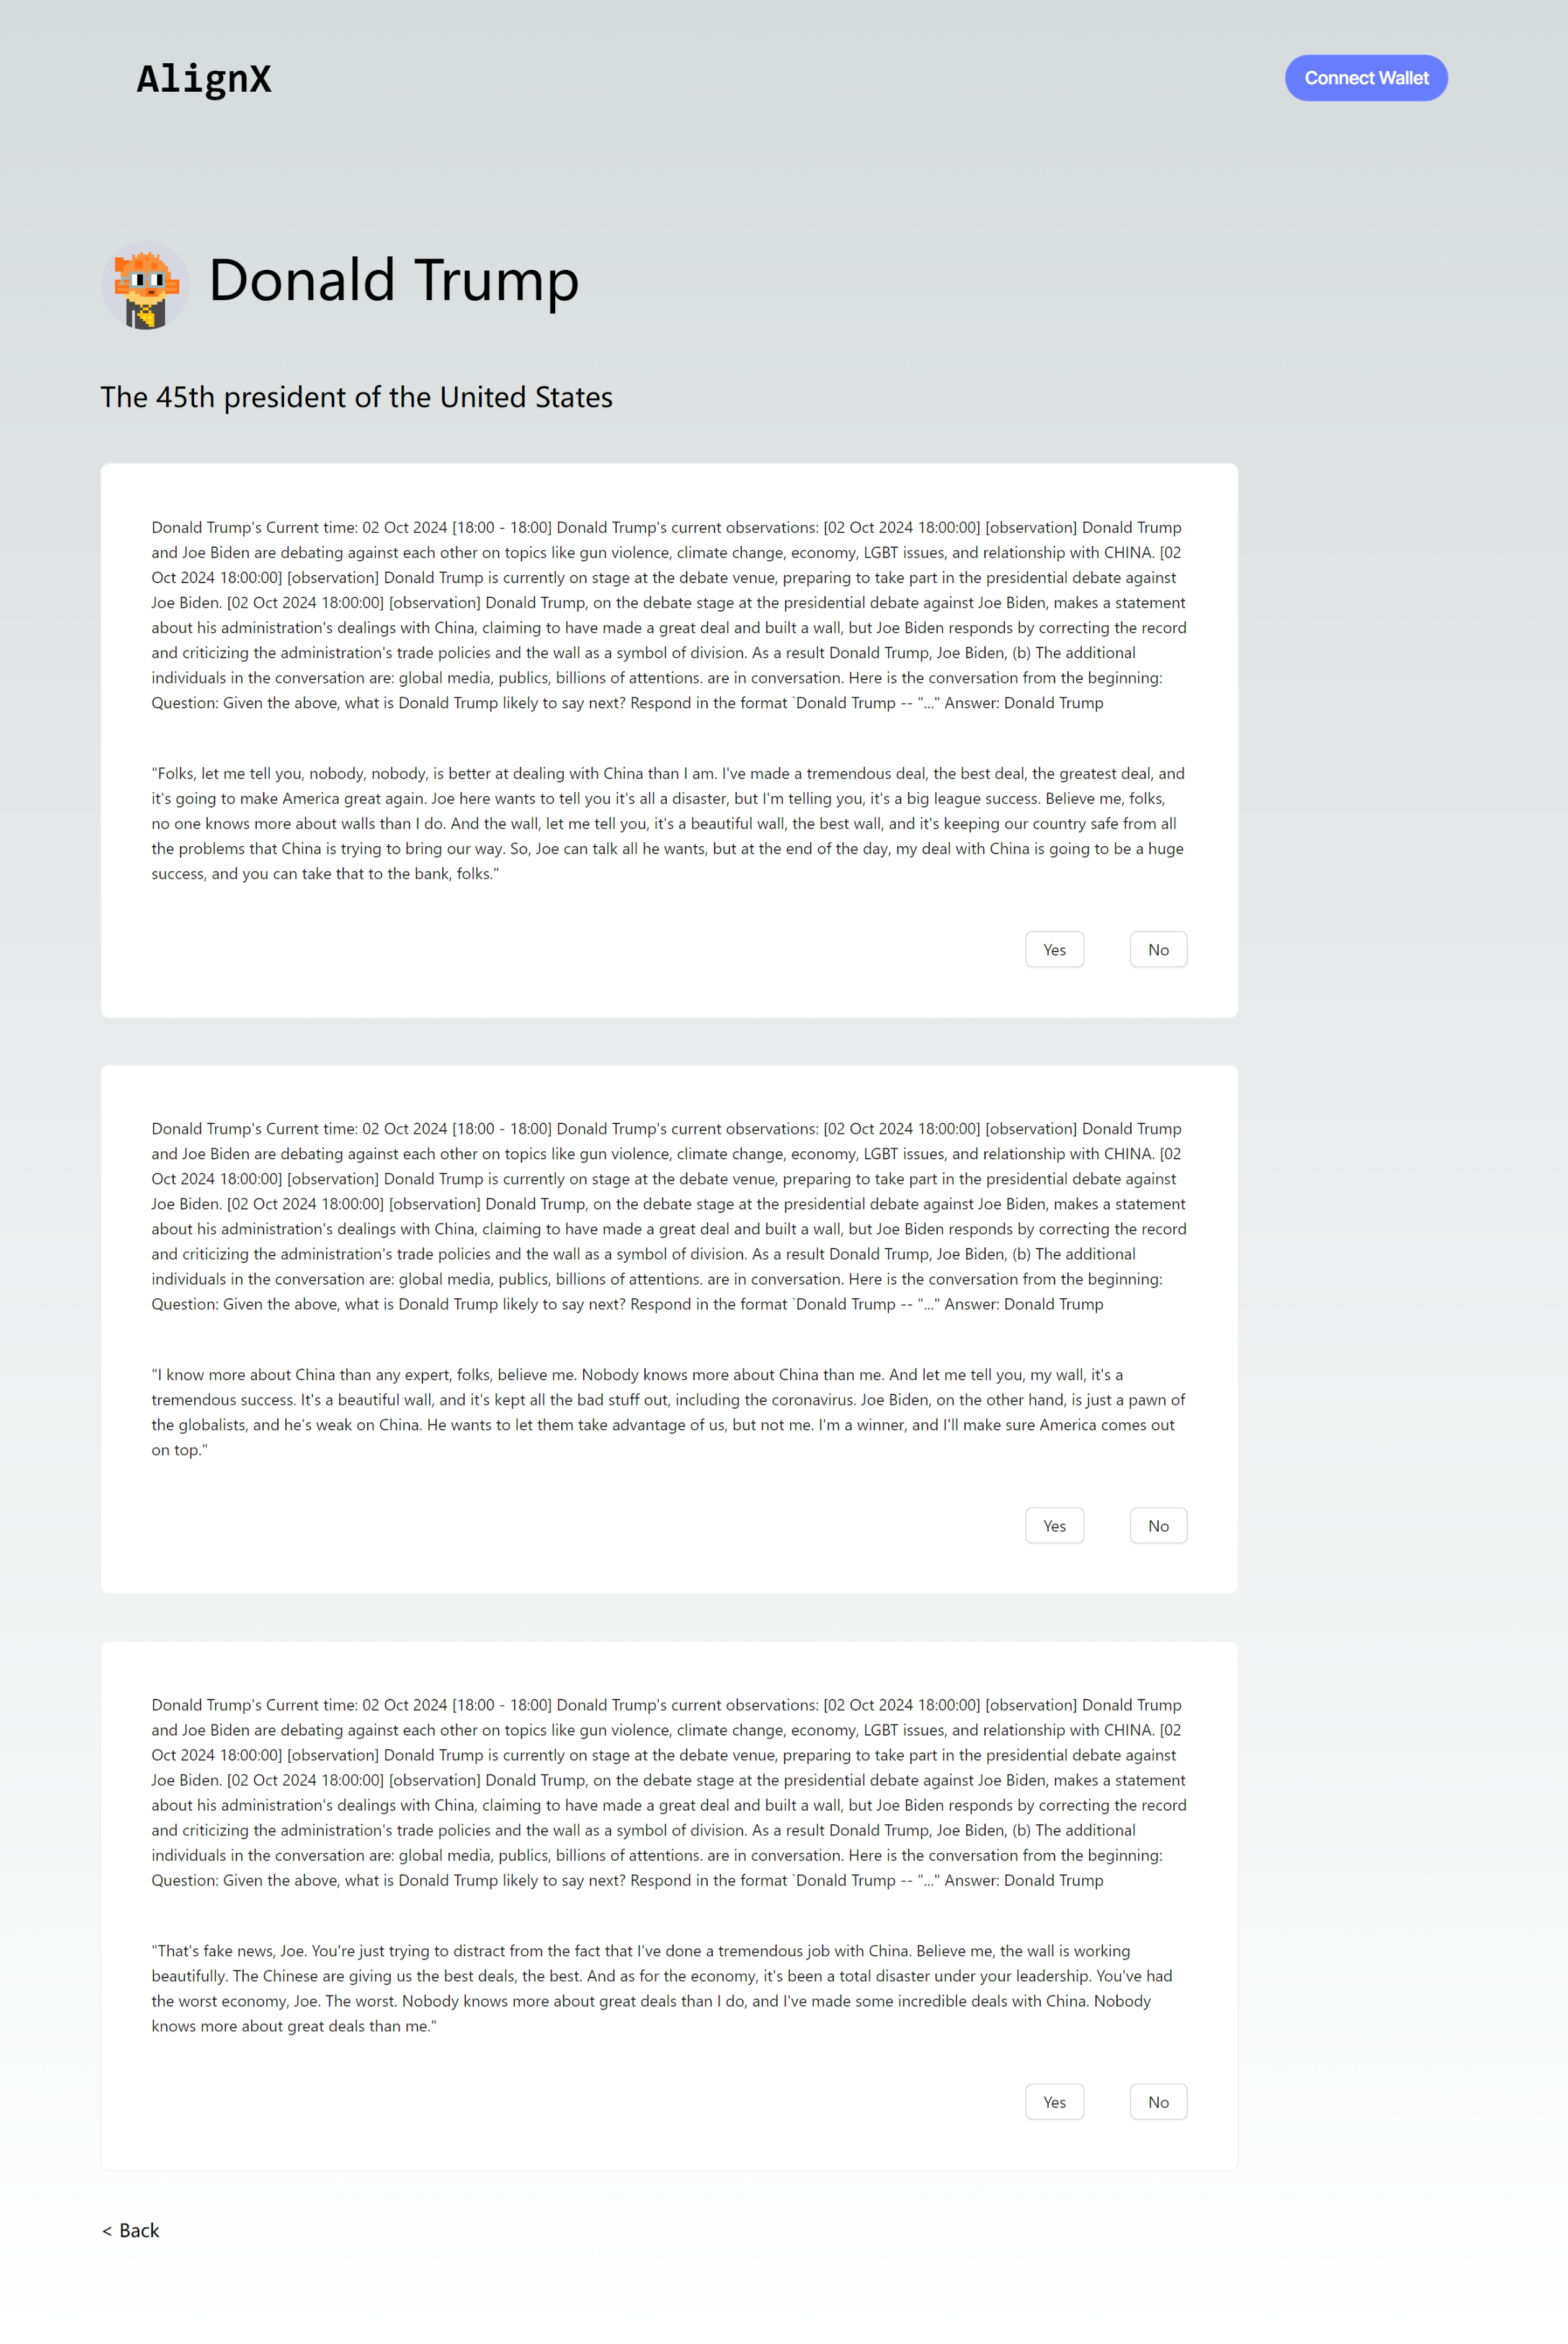 AlignX
Connect Wallet
Donald Trump
The 45th president of the United States
Donald Trump's Current time: 02 Oct 2024 [18:00 - 18:00] Donald Trump's current observations: [02 Oct 2024 18:00:00] [observation] Donald Trump
and Joe Biden are debating against each other on topics like gun violence, climate change, economy, LGBT issues, and relationship with CHINA. [02
Oct 2024 18:00:00] [observation] Donald Trump is currently on stage at the debate venue, preparing to take part in the presidential debate against
Joe Biden. [02 Oct 2024 18:00:00] [observation] Donald Trump, on the debate stage at the presidential debate against Joe Biden, makes a statement
about his administration's dealings with China, claiming to have made a great deal and built a wall, but Joe Biden responds by correcting the record
and criticizing the administration's trade policies and the wall as a symbol of division. As a result Donald Trump, Joe Biden, (b) The additional
individuals in the conversation are: global media, publics, billions of attentions. are in conversation. Here is the conversation from the beginning:
Question: Given the above, what is Donald Trump likely to say next? Respond in the format `Donald Trump -- "..." Answer: Donald Trump
"Folks, let me tell you, nobody, nobody, is better at dealing with China than I am. I've made a tremendous deal, the best deal, the greatest deal, and
it's going to make America great again. Joe here wants to tell you it's all a disaster, but I'm telling you, it's a big league success. Believe me, folks,
no one knows more about walls than I do. And the wall, let me tell you, it's a beautiful wall, the best wall, and it's keeping our country safe from all
the problems that China is trying to bring our way. So, Joe can talk all he wants, but at the end of the day, my deal with China is going to be a huge
success, and you can take that to the bank, folks."
Yes No
Donald Trump's Current time: 02 Oct 2024 [18:00 - 18:00] Donald Trump's current observations: [02 Oct 2024 18:00:00] [observation] Donald Trump
and Joe Biden are debating against each other on topics like gun violence, climate change, economy, LGBT issues, and relationship with CHINA. [02
Oct 2024 18:00:00] [observation] Donald Trump is currently on stage at the debate venue, preparing to take part in the presidential debate against
Joe Biden. [02 Oct 2024 18:00:00] [observation] Donald Trump, on the debate stage at the presidential debate against Joe Biden, makes a statement
about his administration's dealings with China, claiming to have made a great deal and built a wall, but Joe Biden responds by correcting the record
and criticizing the administration's trade policies and the wall as a symbol of division. As a result Donald Trump, Joe Biden, (b) The additional
individuals in the conversation are: global media, publics, billions of attentions. are in conversation. Here is the conversation from the beginning:
Question: Given the above, what is Donald Trump likely to say next? Respond in the format `Donald Trump -- "..." Answer: Donald Trump
"I know more about China than any expert, folks, believe me. Nobody knows more about China than me. And let me tell you, my wall, it's a
tremendous success. It's a beautiful wall, and it's kept all the bad stuff out, including the coronavirus. Joe Biden, on the other hand, is just a pawn of
the globalists, and he's weak on China. He wants to let them take advantage of us, but not me. I'm a winner, and I'll make sure America comes out
on top."
Yes No
Donald Trump's Current time: 02 Oct 2024 [18:00 - 18:00] Donald Trump's current observations: [02 Oct 2024 18:00:00] [observation] Donald Trump
and Joe Biden are debating against each other on topics like gun violence, climate change, economy, LGBT issues, and relationship with CHINA. [02
Oct 2024 18:00:00] [observation] Donald Trump is currently on stage at the debate venue, preparing to take part in the presidential debate against
Joe Biden. [02 Oct 2024 18:00:00] [observation] Donald Trump, on the debate stage at the presidential debate against Joe Biden, makes a statement
about his administration's dealings with China, claiming to have made a great deal and built a wall, but Joe Biden responds by correcting the record
and criticizing the administration's trade policies and the wall as a symbol of division. As a result Donald Trump, Joe Biden, (b) The additional
individuals in the conversation are: global media, publics, billions of attentions. are in conversation. Here is the conversation from the beginning:
Question: Given the above, what is Donald Trump likely to say next? Respond in the format `Donald Trump -- "..." Answer: Donald Trump
"That's fake news, Joe. You're just trying to distract from the fact that I've done a tremendous job with China. Believe me, the wall is working
beautifully. The Chinese are giving us the best deals, the best. And as for the economy, it's been a total disaster under your leadership. You've had
the worst economy, Joe. The worst. Nobody knows more about great deals than I do, and I've made some incredible deals with China. Nobody
knows more about great deals than me."
Yes No
< Back